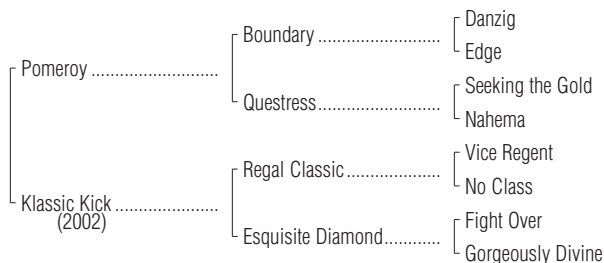 Danzig
Boundary
Edge
Pomeroy
Seeking the Gold
Questress
Nahema
Vice Regent
Regal Classic
No Class
Klassic Kick
(2002)
Fight Over
Esquisite Diamond
Gorgeously Divine